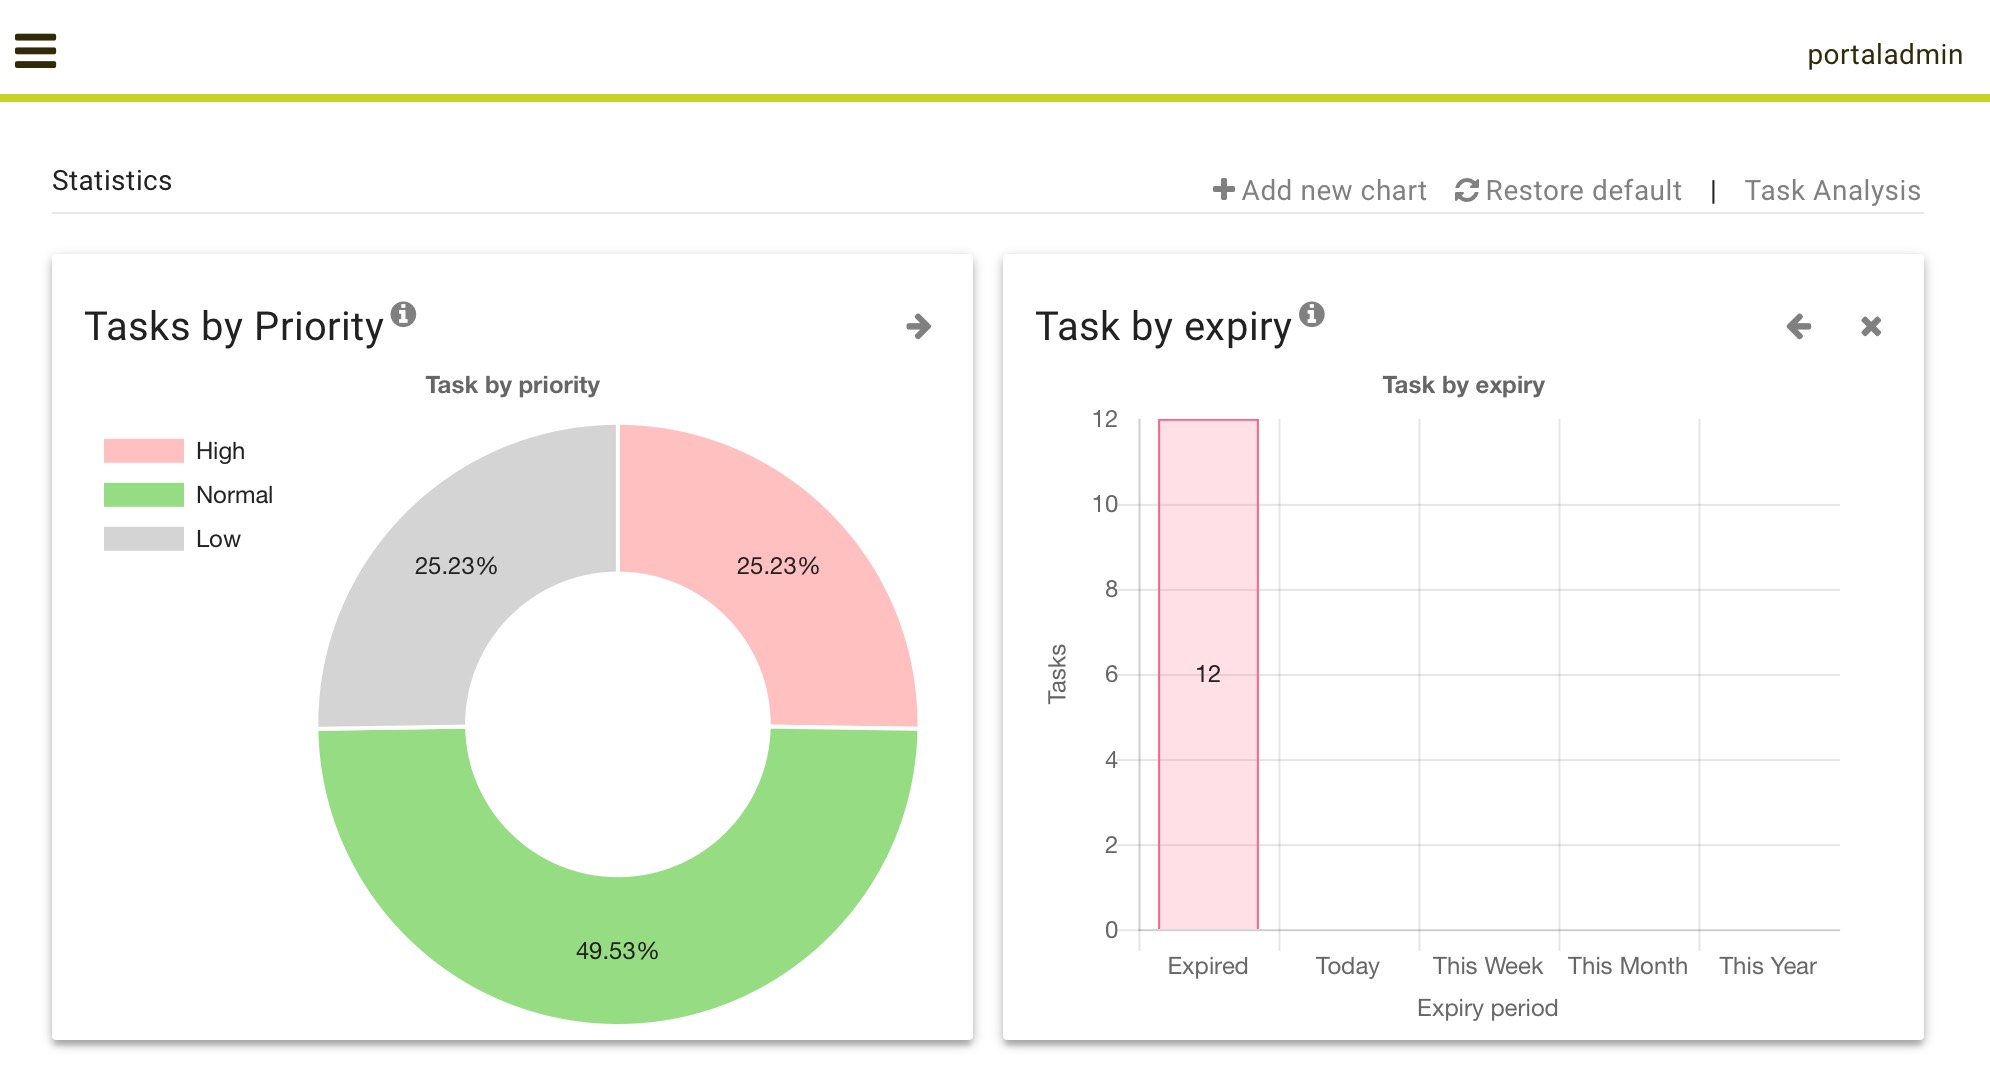 portaladmin
Statistics
Add new chart Restore default | Task Analysis
Tasks by Priority
Task by priority
High
Normal
Low
25.23% 25.23%
49.53%
Task by expiry
Task by expiry
12
10
8
6
4
2
0
Tasks
12
Expired Today This Week This Month This Year
Expiry period